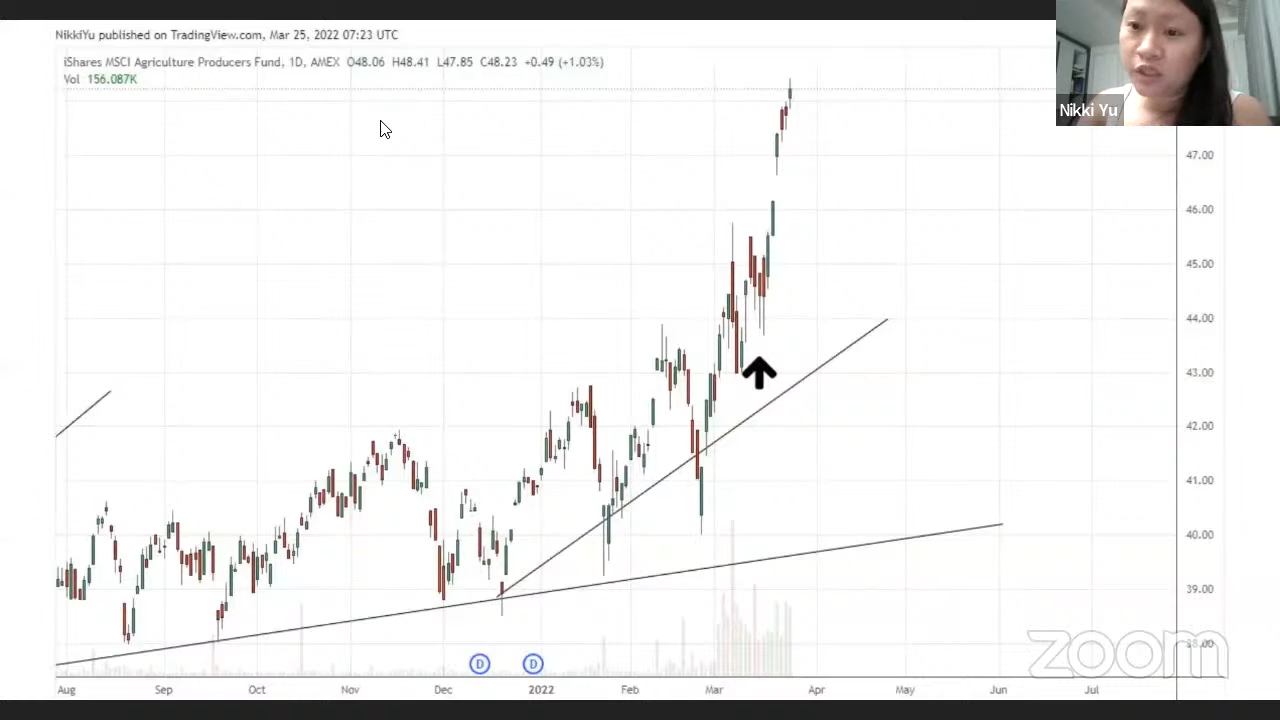 NikkiYu published on TradingView.com, Mar 25, 2022 07:23 UTC
iShares MSCI Agriculture Producers Fund, 1D, AMEX O48.06 H48.41 L47.85 C48.23 +0.49 (+1.03%)
Vol 156.087K
Nikki Yu
47.00
46.00
45.00
44.00
43.00
42.00
41.00
40.00
39.00
38.00
zoom
D D
Aug Sep Oct Nov Dec 2022 Feb Mar Apr May Jun Jul